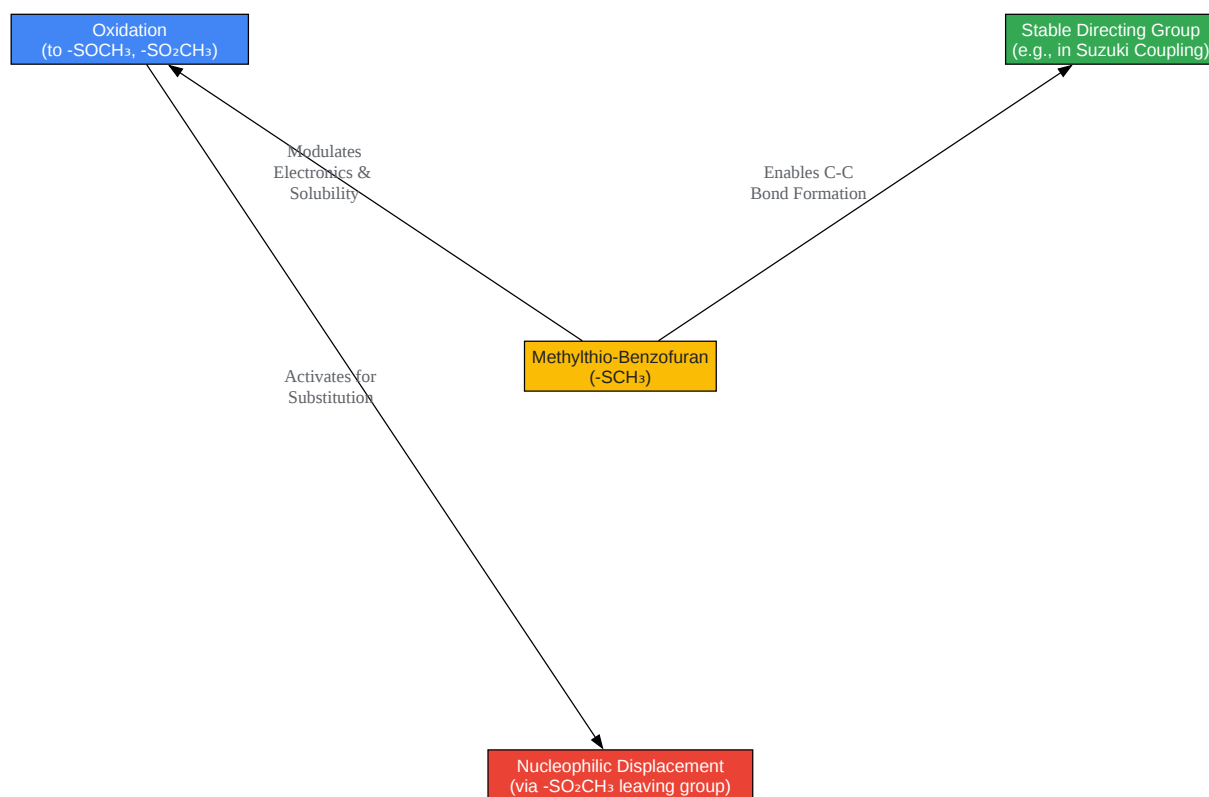 Oxidation
(to -SOCH₃, -SO₂CH₃)
Stable Directing Group
(e.g., in Suzuki Coupling)
Modulates
Electronics &
Solubility
Enables C-C
Bond Formation
Methylthio-Benzofuran
(-SCH₃)
Activates for
Substitution
Nucleophilic Displacement
(via -SO₂CH₃ leaving group)